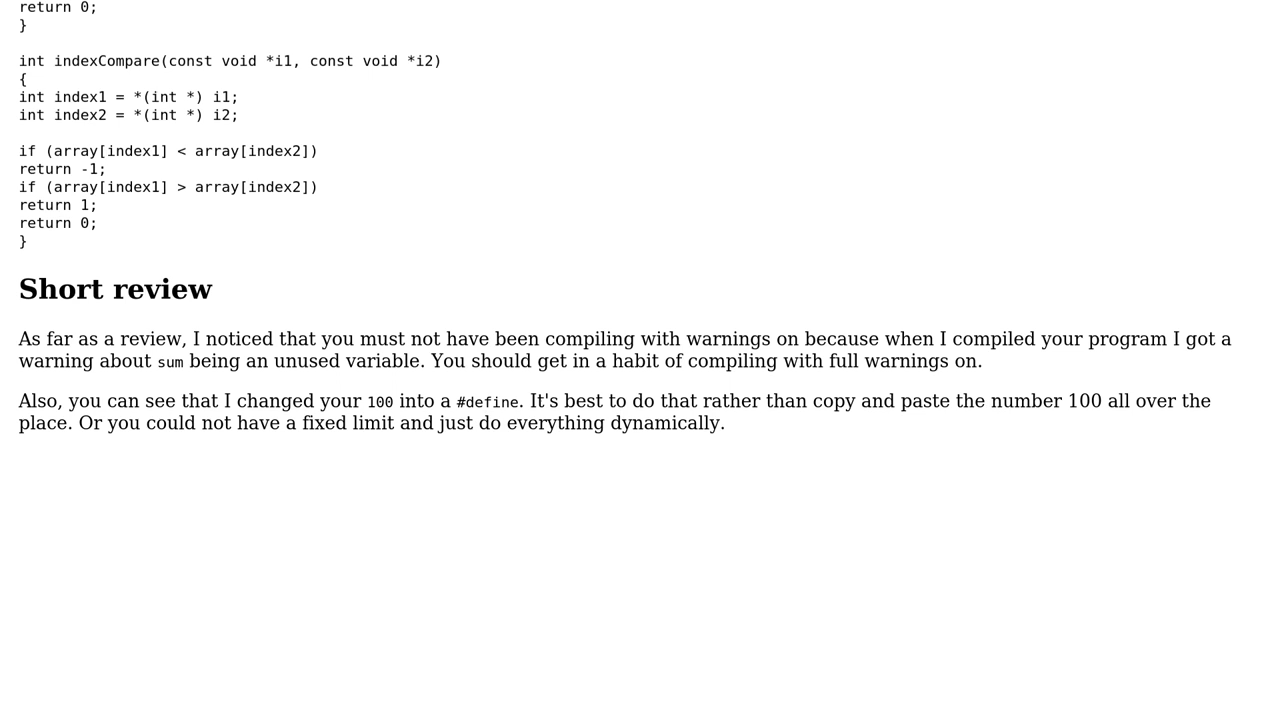 return 0;
}
int indexCompare(const void *i1, const void *i2)
{
int index1 = *(int *) i1;
int index2 = *(int *) i2;
if (array[index1] < array[index2])
return -1;
if (array[index1] > array[index2])
return 1;
return 0;
}
Short review
As far as a review, I noticed that you must not have been compiling with warnings on because when I compiled your program I got a
warning about sum being an unused variable. You should get in a habit of compiling with full warnings on.
Also, you can see that I changed your 100 into a #define. It's best to do that rather than copy and paste the number 100 all over the
place. Or you could not have a fixed limit and just do everything dynamically.